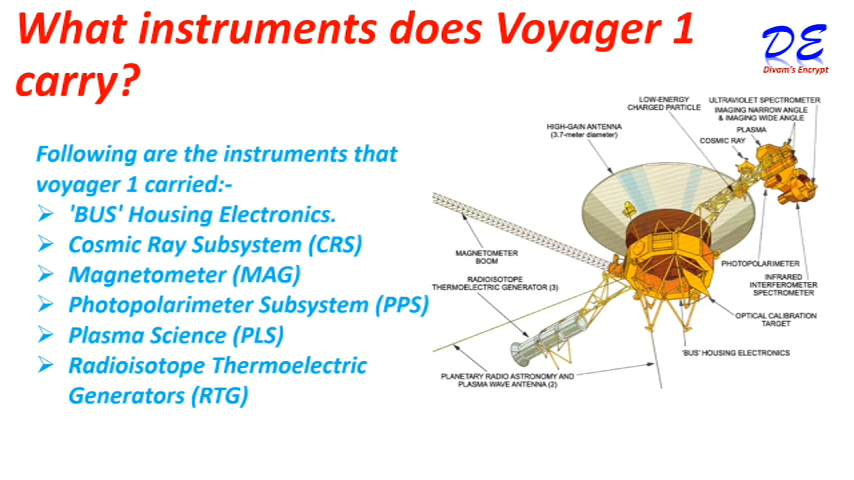 What instruments does Voyager 1
carry?
DE
Divam's Encrypt
Following are the instruments that
voyager 1 carried:-
'BUS' Housing Electronics.
Cosmic Ray Subsystem (CRS)
Magnetometer (MAG)
Photopolarimeter Subsystem (PPS)
Plasma Science (PLS)
Radioisotope Thermoelectric
Generators (RTG)
LOW-ENERGY
CHARGED PARTICLE
ULTRAVIOLET SPECTROMETER
IMAGING NARROW ANGLE
& IMAGING WIDE ANGLE
PLASMA
COSMIC RAY
HIGH-GAIN ANTENNA
(3.7-meter diameter)
MAGNETOMETER
BOOM
RADIOISOTOPE
THERMOELECTRIC GENERATOR (3)
PHOTOPOLARIMETER
INFRARED
INTERFEROMETER
SPECTROMETER
OPTICAL CALIBRATION
TARGET
'BUS' HOUSING ELECTRONICS
PLANETARY RADIO ASTRONOMY AND
PLASMA WAVE ANTENNA (2)